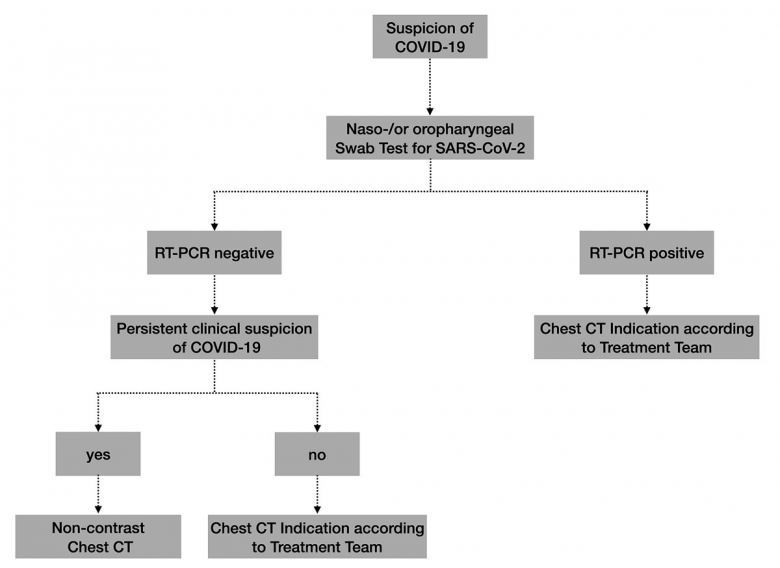 Suspicion of
COVID-19
Naso-/or oropharyngeal
Swab Test for SARS-CoV-2
RT-PCR negative
RT-PCR positive
Persistent clinical suspicion
of COVID-19
Chest CT Indication according
to Treatment Team
yes
no
Non-contrast
Chest CT
Chest CT Indication according
to Treatment Team